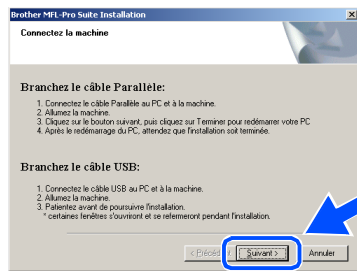 Brother MFL-Pro Suite Installation
Connectez la machine
Branchez le câble Parallèle:
1. Connectez le câble Parallèle au PC et à la machine.
2. Allumez la machine.
3. Cliquez sur le bouton suivant, puis cliquez sur Terminer pour redémarrer votre PC
4. Après le redémarrage du PC, attendez que l'installation soit terminée.
Branchez le câble USB:
1. Connectez le câble USB au PC et à la machine.
2. Allumez la machine.
3. Patientez avant de poursuivre l'installation.
* certaines fenêtres s'ouvriront et se refermeront pendant l'installation.
Suivant > Annuler